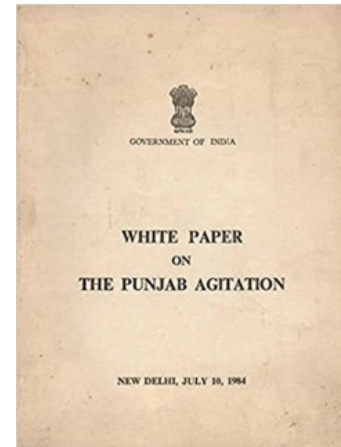 GOVERNMENT OF INDIA
WHITE PAPER
ON
THE PUNJAB AGITATION
NEW DELHI, JULY 10, 1984